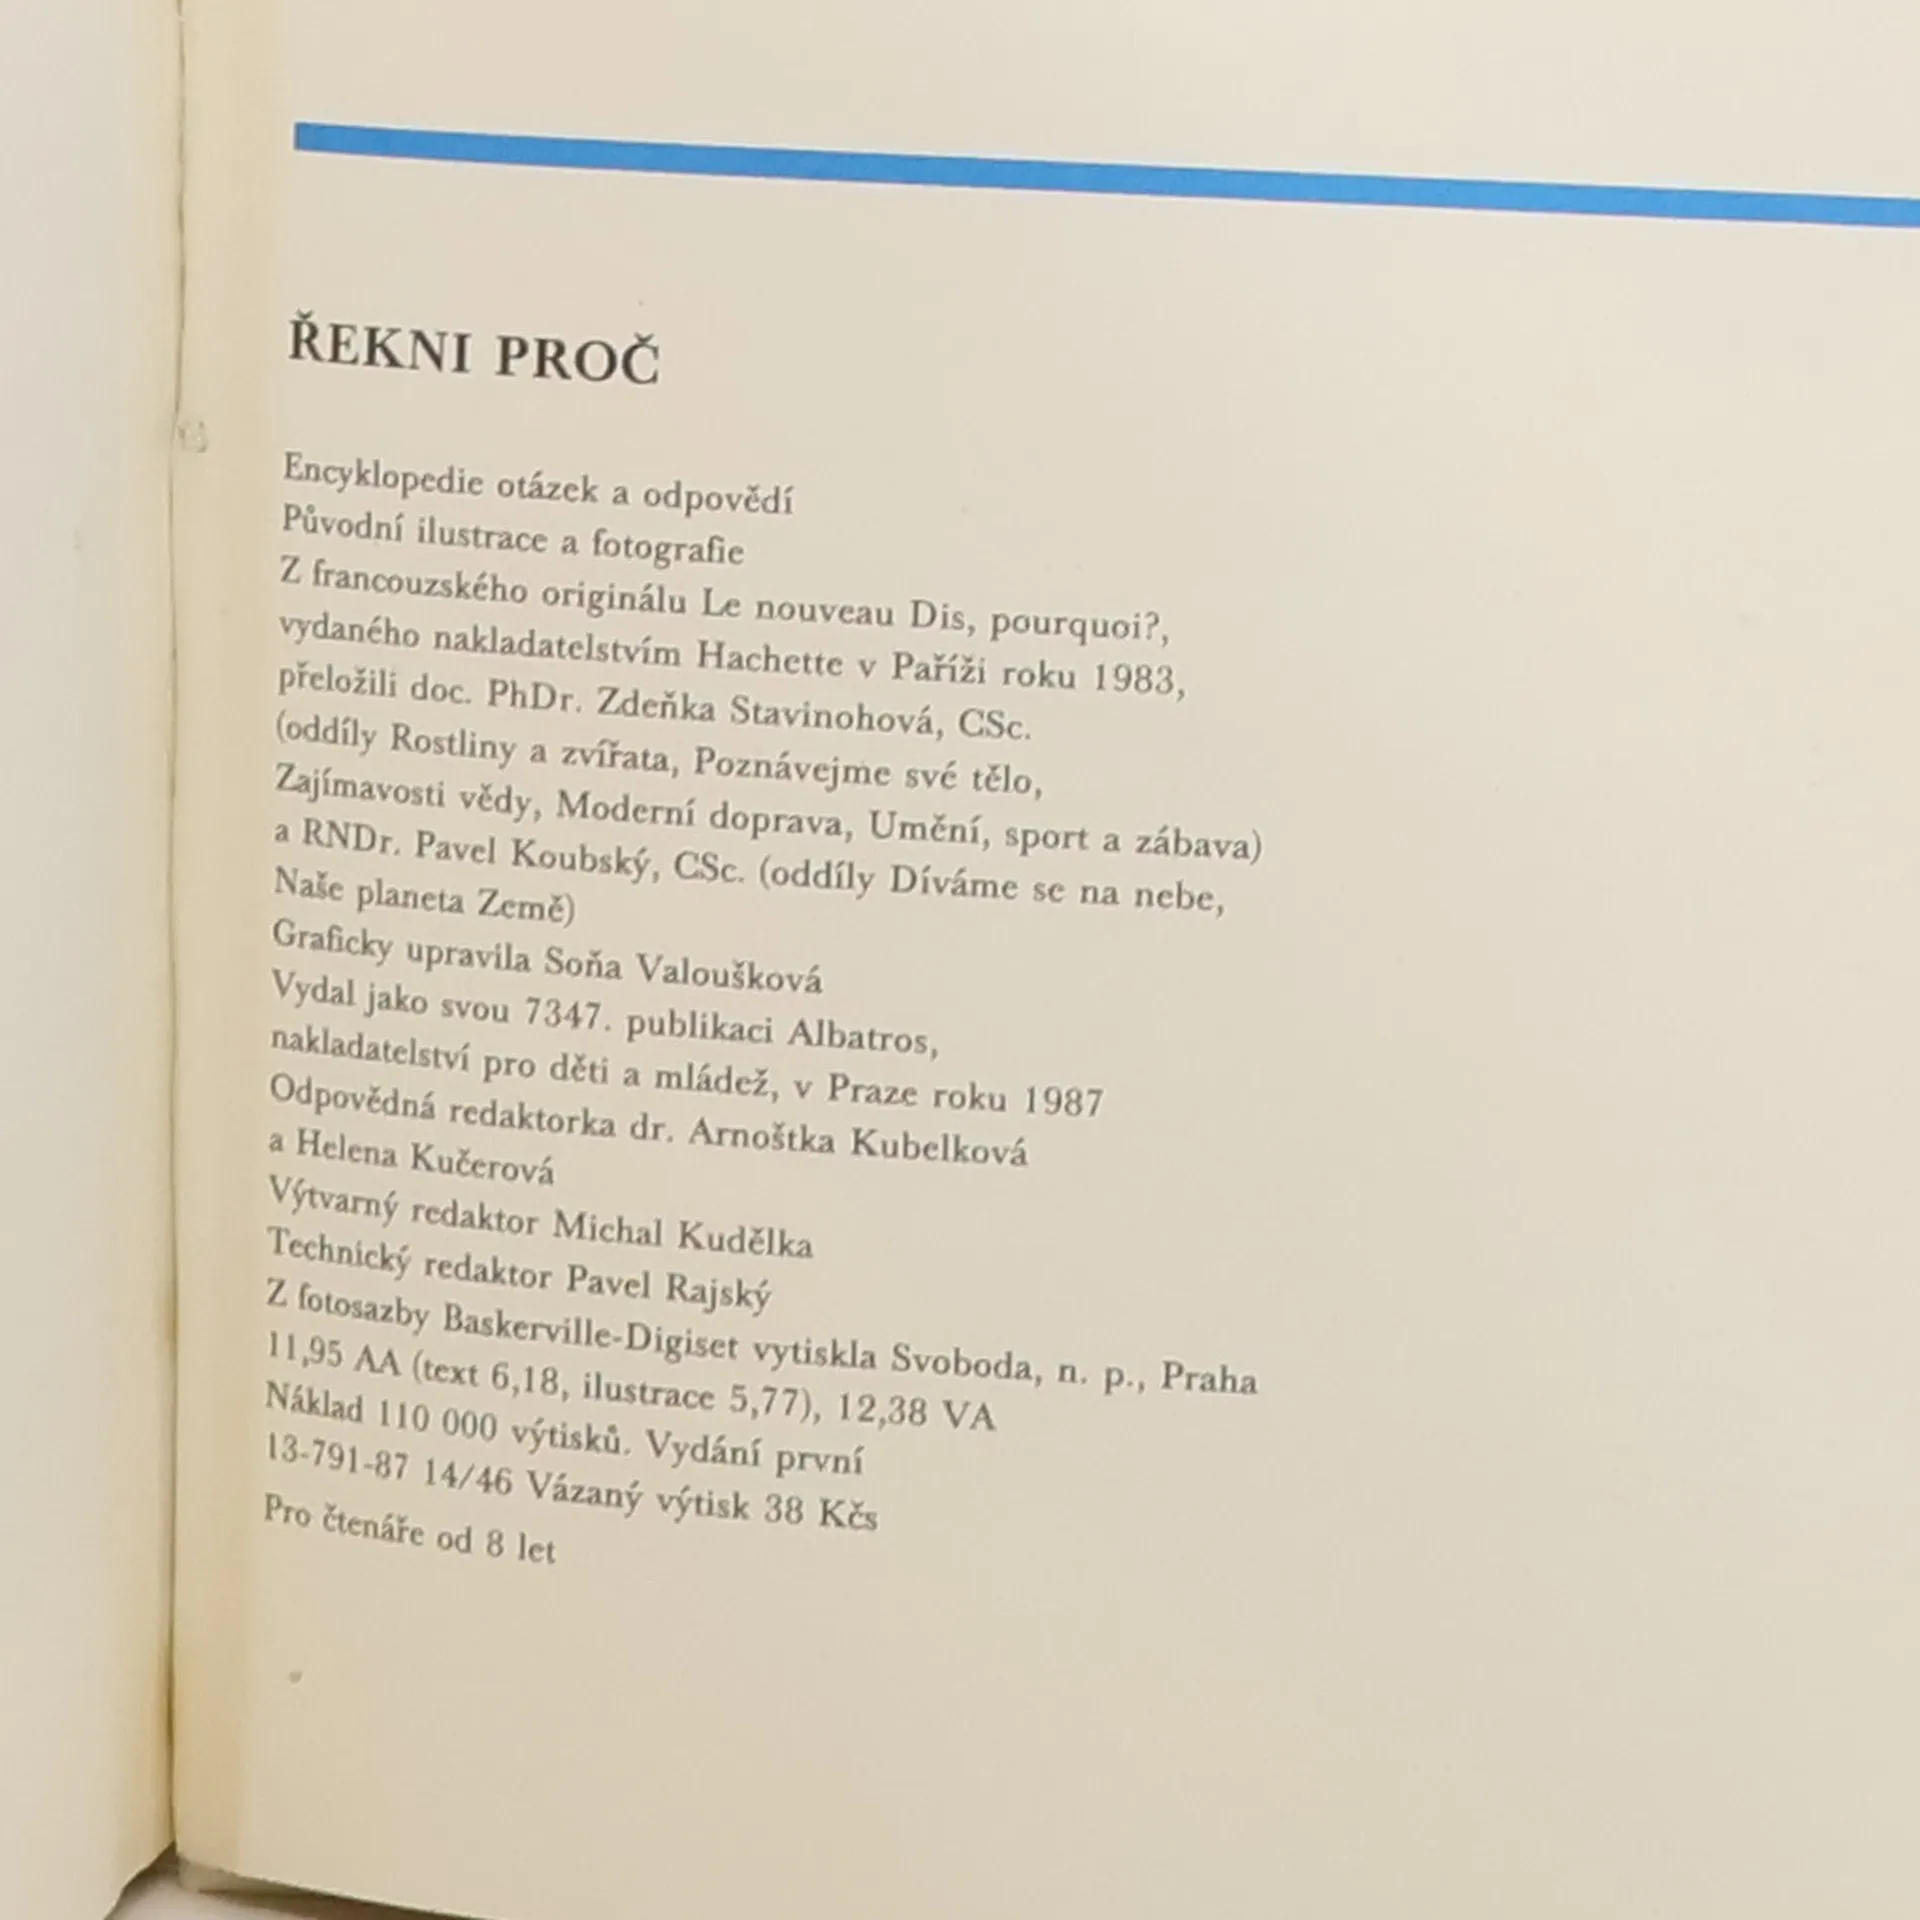 ŘEKNI PROČ
Encyklopedie otázek a odpovědí
Původní ilustrace a fotografie
Z francouzského originálu Le nouveau Dis, pourquoi?,
vydaného nakladatelstvím Hachette v Paříži roku 1983,
přeložili doc. PhDr. Zdeňka Stavinohová, CSc.
(oddíly Rostliny a zvířata, Poznávejme své tělo,
Zajímavosti vědy, Moderní doprava, Umění, sport a zábava)
a RNDr. Pavel Koubský, CSc. (oddíly Díváme se na nebe,
Naše planeta Země)
Graficky upravila Soňa Valoušková
Vydal jako svou 7347. publikaci Albatros,
nakladatelství pro děti a mládež, v Praze roku 1987
Odpovědná redaktorka dr. Arnoštka Kubelková
a Helena Kučerová
Výtvarný redaktor Michal Kudělka
Technický redaktor Pavel Rajský
Z fotosazby Baskerville-Digiset vytiskla Svoboda, n. p., Praha
11,95 AA (text 6,18, ilustrace 5,77), 12,38 VA
Náklad 110 000 výtisků. Vydání první
13-791-87 14/46 Vázaný výtisk 38 Kčs
Pro čtenáře od 8 let